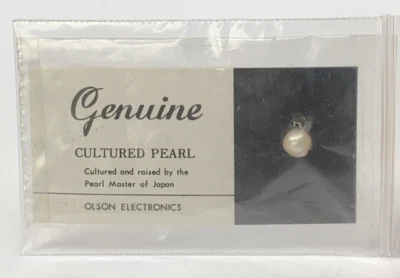 Genuine
CULTURED PEARL
Cultured and raised by the
Pearl Master of Japan
OLSON ELECTRONICS